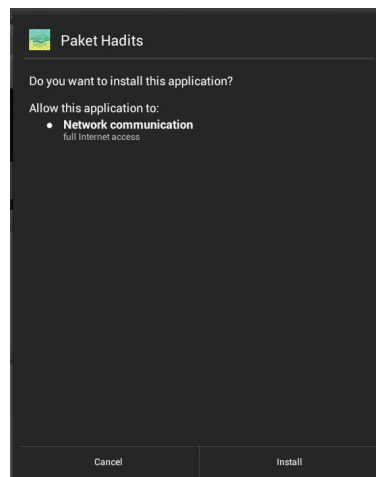 Paket Hadits
Do you want to install this application?
Allow this application to:
● Network communication
full Internet access
Cancel
Install